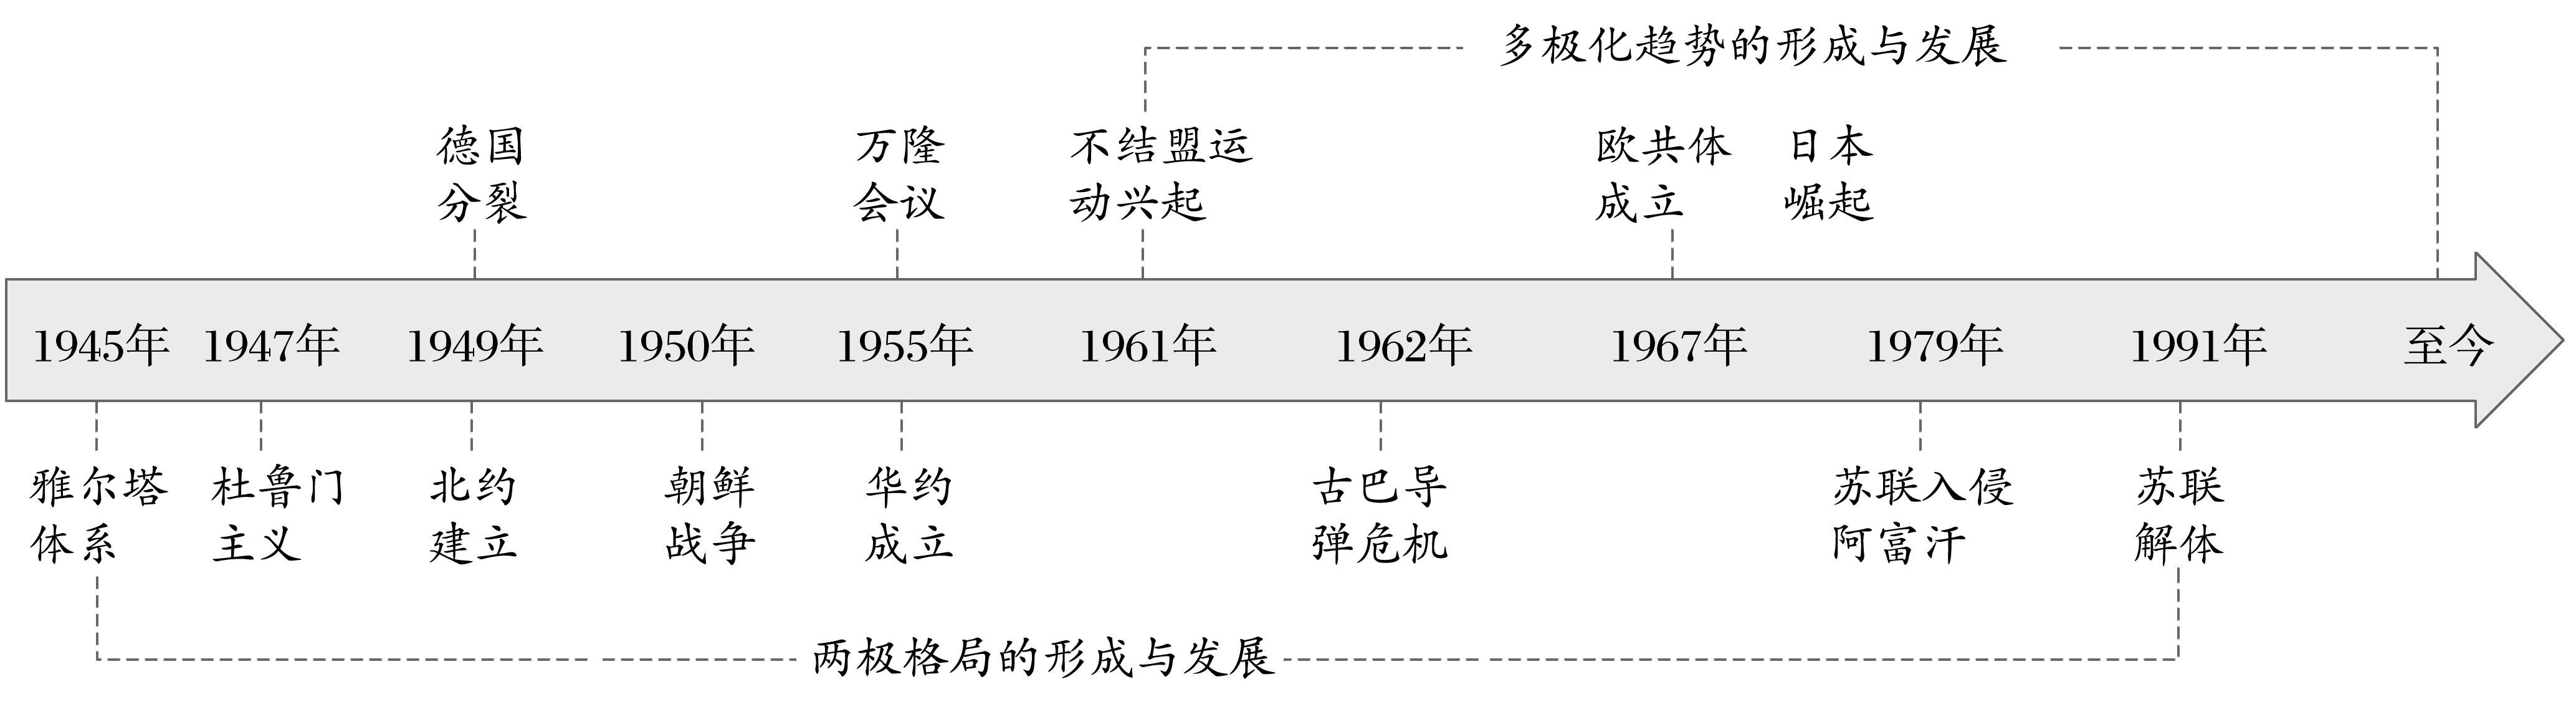 多极化趋势的形成与发展
德国
分裂
万隆
会议
不结盟运
动兴起
欧共体
成立
日本
崛起
1945年
1947年
1949年
1950年
1955年
1961年
1962年
1967年
1979年
1991年
至今
雅尔塔
体系
杜鲁门
主义
北约
建立
朝鲜
战争
华约
成立
古巴导
弹危机
苏联入侵
阿富汗
苏联
解体
两极格局的形成与发展